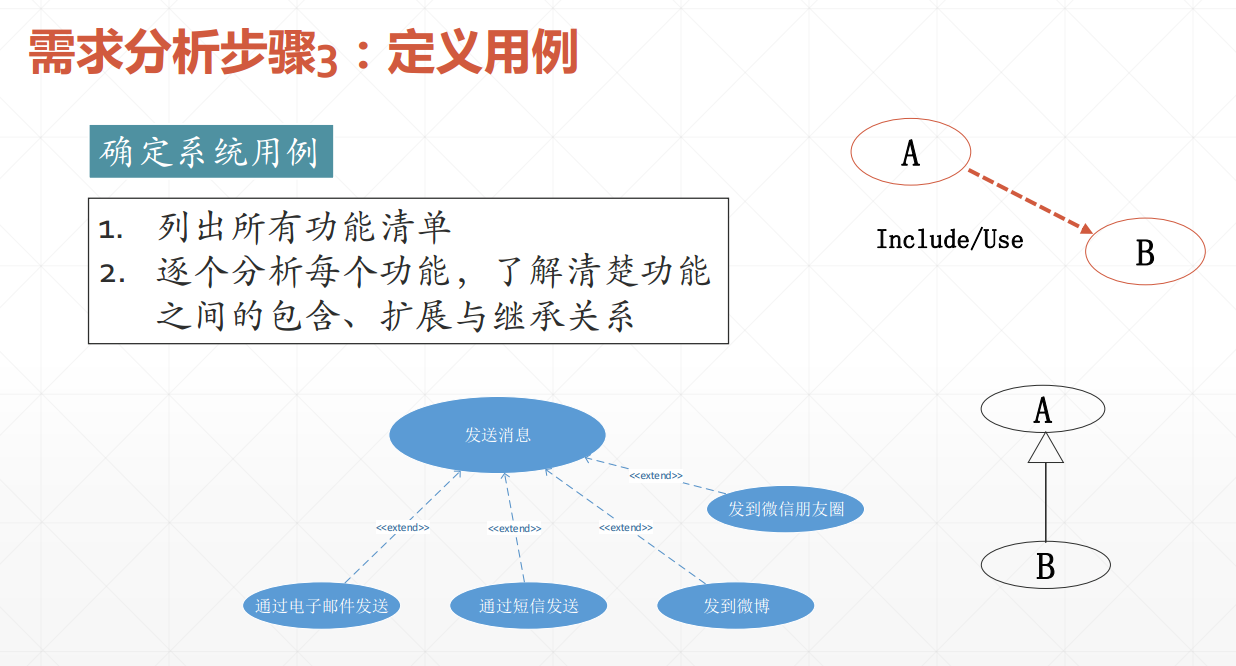 需求分析步骤3：定义用例
确定系统用例
1. 列出所有功能清单
2. 逐个分析每个功能，了解清楚功能
之间的包含、扩展与继承关系
A
Include/Use
B
发送消息
<<extend>>
发到微信朋友圈
<<extend>>
<<extend>>
<<extend>>
通过电子邮件发送
通过短信发送
发到微博
A
B